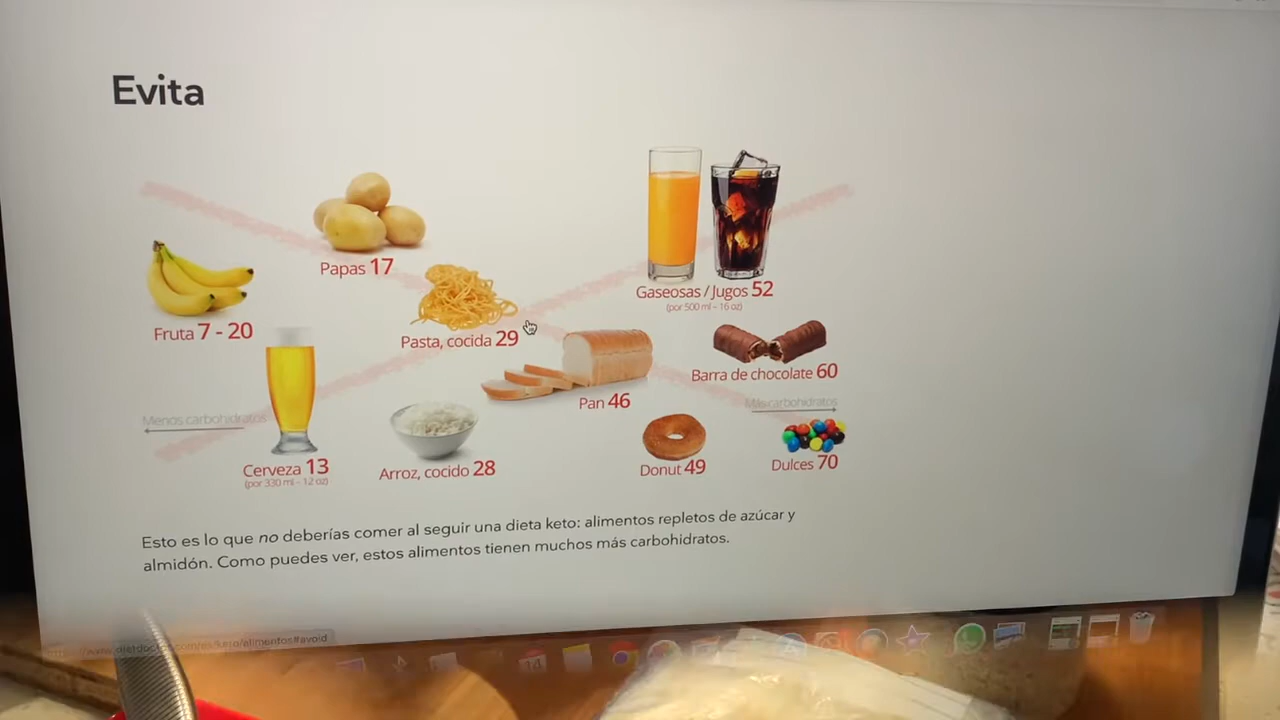 Evita
Papas 17
Fruta 7 - 20
Pasta, cocida 29
Gaseosas / Jugos 52
(por 500 ml - 16 oz)
Barra de chocolate 60
Pan 46
Menos carbohidratos
Más carbohidratos
Cerveza 13
(por 330 ml - 12 oz)
Arroz, cocido 28
Donut 49
Dulces 70
Esto es lo que no deberías comer al seguir una dieta keto: alimentos repletos de azúcar y
almidón. Como puedes ver, estos alimentos tienen muchos más carbohidratos.
14